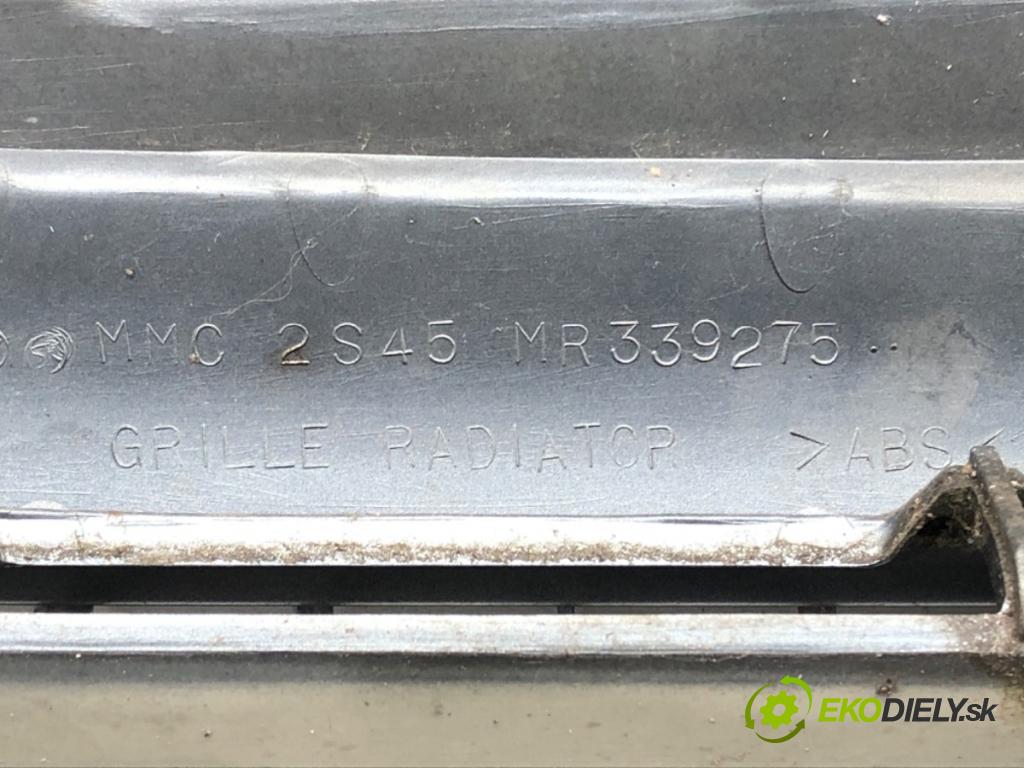 MMC 2S45 MR339275
GRILLE RADIATOR >ABS<
EKODIELY.sk